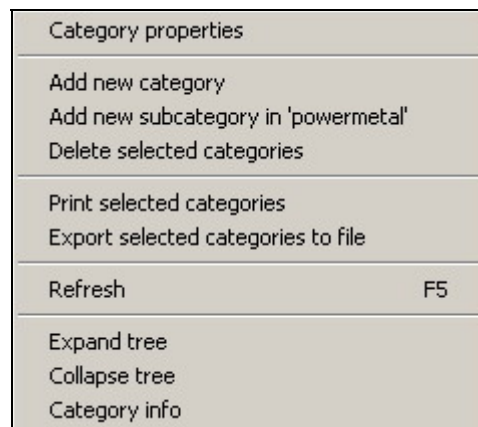 Category properties
Add new category
Add new subcategory in 'powermetal'
Delete selected categories
Print selected categories
Export selected categories to file
Refresh F5
Expand tree
Collapse tree
Category info